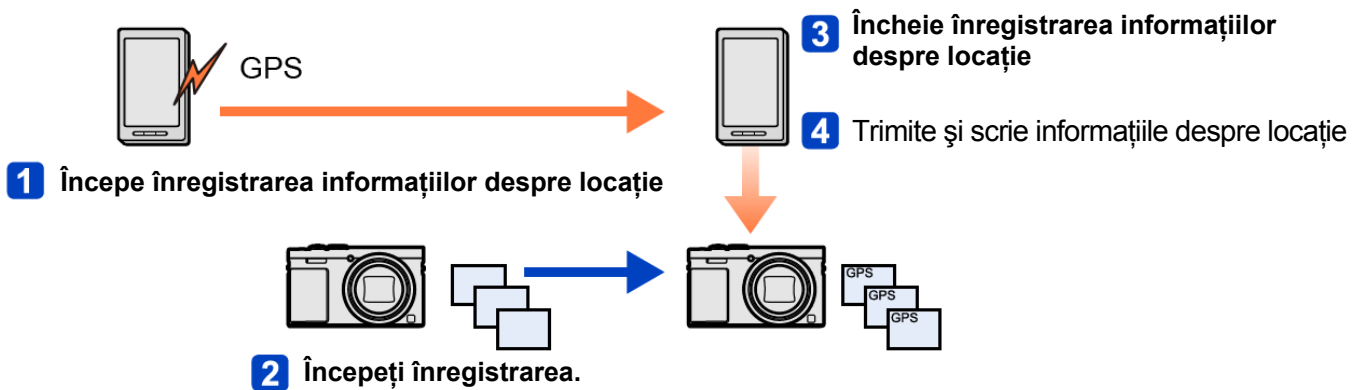 GPS
1 Începe înregistrarea informațiilor despre locație
2 Începeți înregistrarea.
3 Încheie înregistrarea informațiilor
despre locație
4 Trimite şi scrie informațiile despre locație
GPS
GPS
GPS